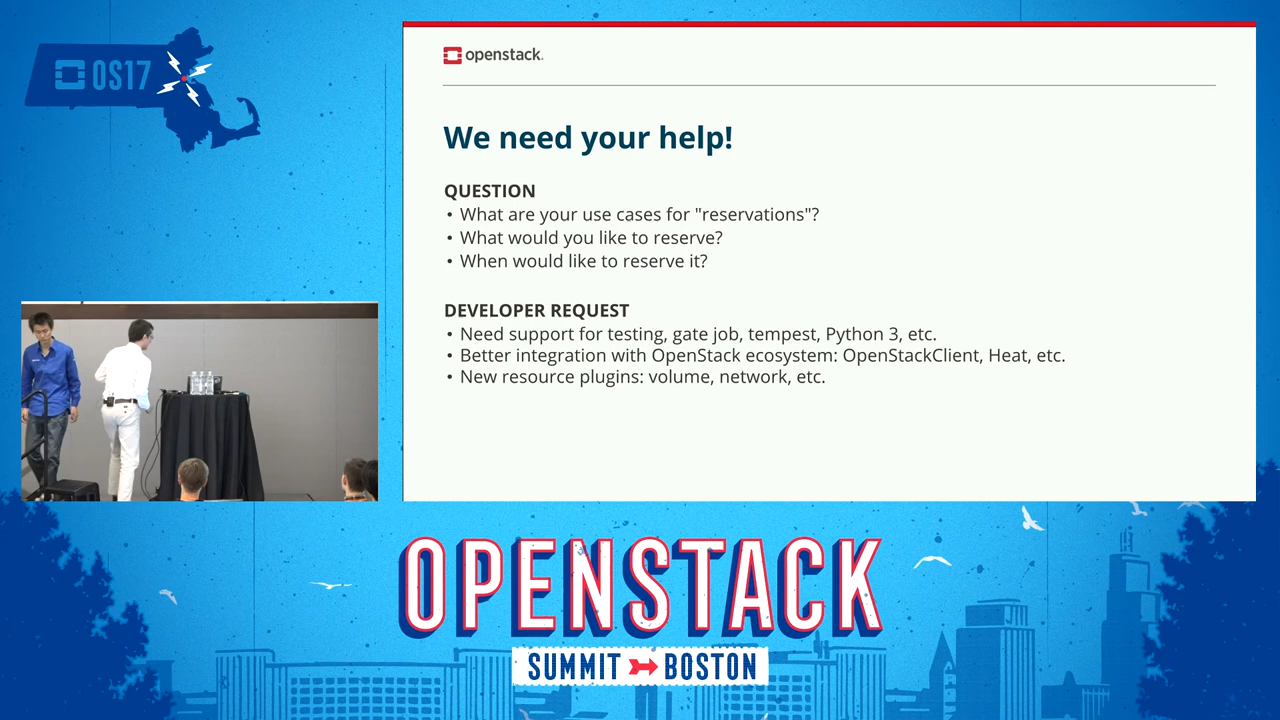 OS17
openstack.
We need your help!
QUESTION
• What are your use cases for "reservations"?
• What would you like to reserve?
• When would like to reserve it?
DEVELOPER REQUEST
• Need support for testing, gate job, tempest, Python 3, etc.
• Better integration with OpenStack ecosystem: OpenStackClient, Heat, etc.
• New resource plugins: volume, network, etc.
OPENSTACK
SUMMIT BOSTON